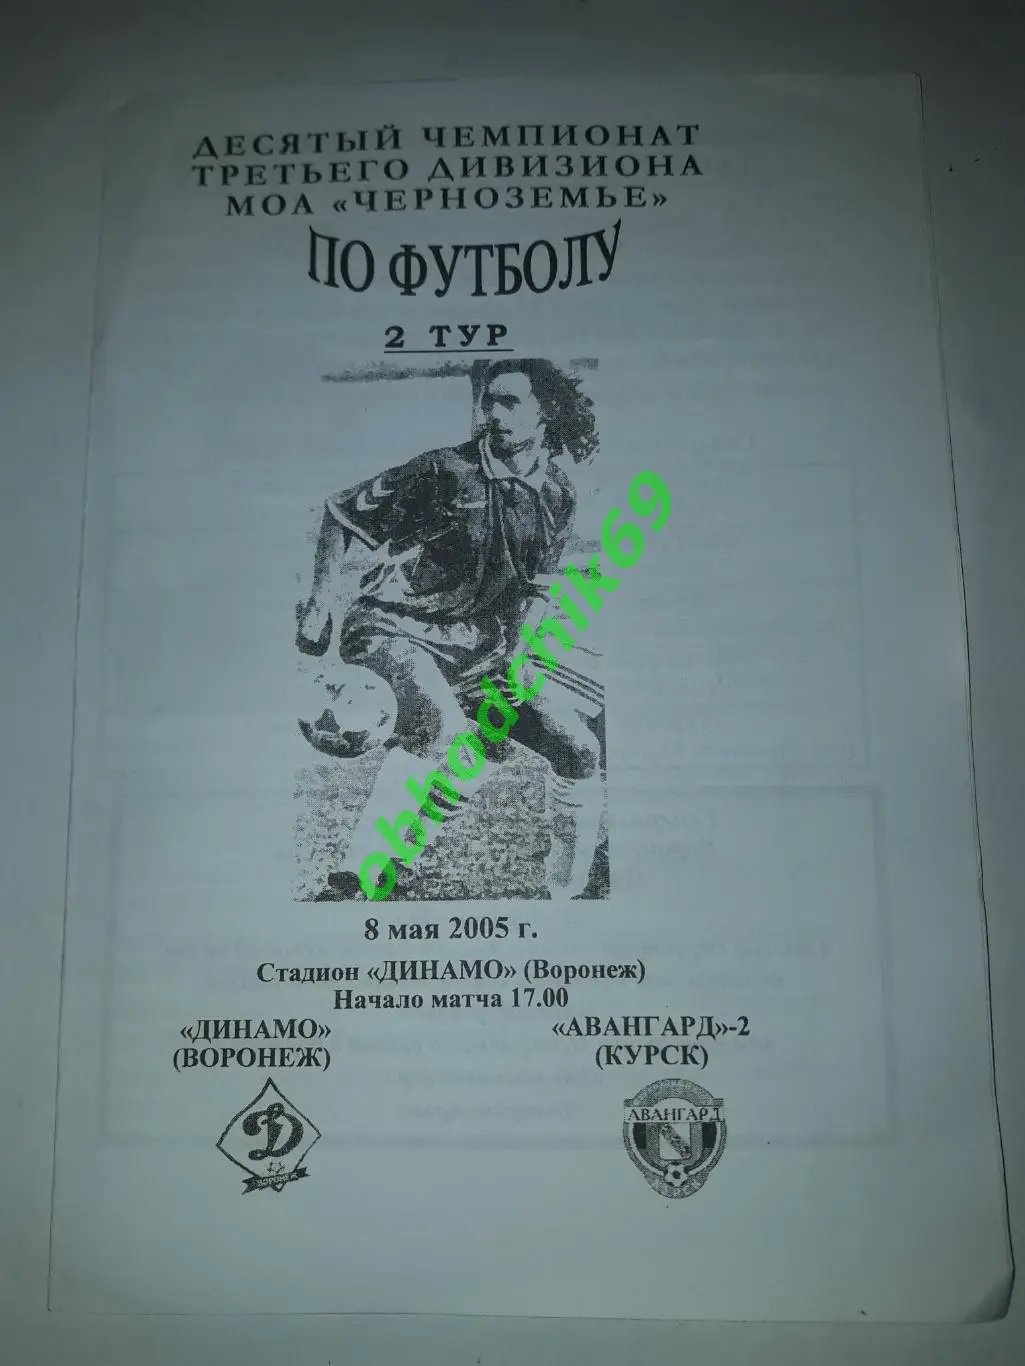 ДЕСЯТЫЙ ЧЕМПИОНАТ
ТРЕТЬЕГО ДИВИЗИОНА
МОА «ЧЕРНОЗЕМЬЕ»
ПО ФУТБОЛУ
2 ТУР
obhodchik69
8 мая 2005 г.
Стадион «ДИНАМО» (Воронеж)
Начало матча 17.00
«ДИНАМО»
(ВОРОНЕЖ)
«АВАНГАРД»-2
(КУРСК)
Д
ВОРОНЕЖ
АВАНГАРД